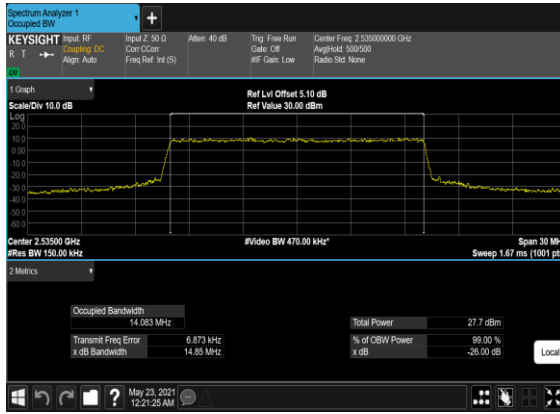 Spectrum Analyzer 1
Occupied BW
KEYSIGHT
R T
LW
Input: RF
Coupling: DC
Align: Auto
Input Z: 50 Ω
Corr CCorr
Freq Ref: Int (S)
Atten: 40 dB
Trig: Free Run
Gate: Off
#IF Gain: Low
Center Freq: 2.535000000 GHz
Avg|Hold: 500/500
Radio Std: None
1 Graph
Scale/Div 10.0 dB
Ref Lvl Offset 5.10 dB
Ref Value 30.00 dBm
Log
20.0
10.0
0.00
-10.0
-20.0
-30.0
-40.0
-50.0
-60.0
Center 2.53500 GHz
#Video BW 470.00 kHz*
Span 30 MH
#Res BW 150.00 kHz
Sweep 1.67 ms (1001 pt
2 Metrics
Occupied Bandwidth
14.083 MHz
Total Power 27.7 dBm
Transmit Freq Error 6.873 kHz
% of OBW Power 99.00 %
x dB Bandwidth 14.85 MHz
x dB -26.00 dB
Local
?
May 23, 2021
12:21:25 AM